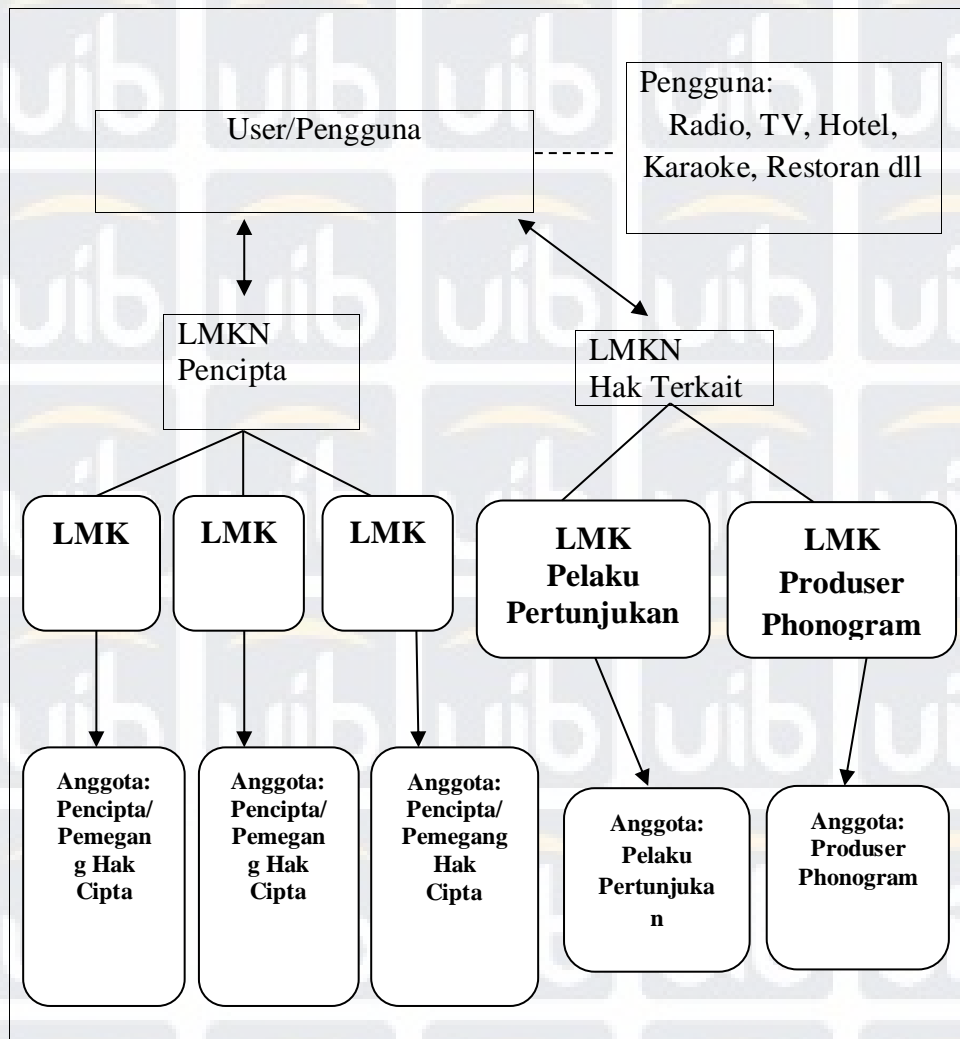 User/Pengguna
Pengguna:
Radio, TV, Hotel,
Karaoke, Restoran dll
LMKN
Pencipta
LMKN
Hak Terkait
LMK
LMK
LMK
LMK
Pelaku
Pertunjukan
LMK
Produser
Phonogram
Anggota:
Pencipta/
Pemegan
g Hak
Cipta
Anggota:
Pencipta/
Pemegan
g Hak
Cipta
Anggota:
Pencipta/
Pemegang
Hak
Cipta
Anggota:
Pelaku
Pertunjuka
n
Anggota:
Produser
Phonogram
uib